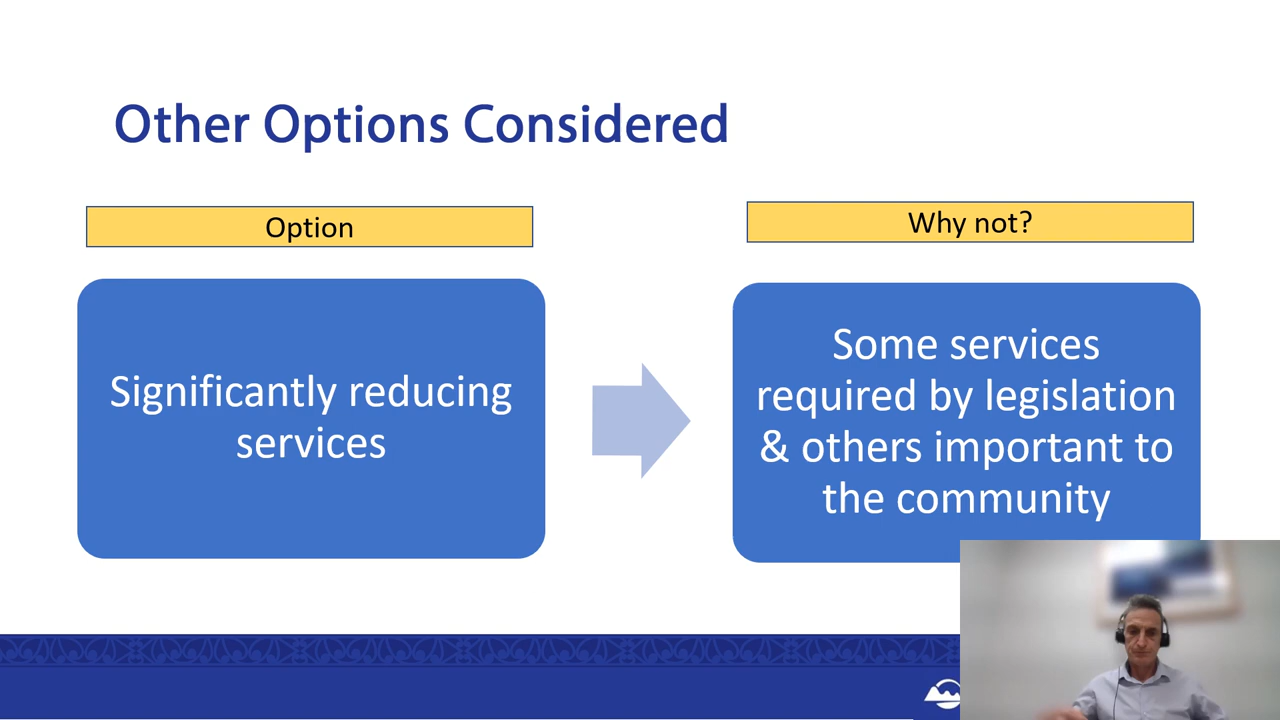 Other Options Considered
Option
Why not?
Significantly reducing
services
Some services
required by legislation
& others important to
the community